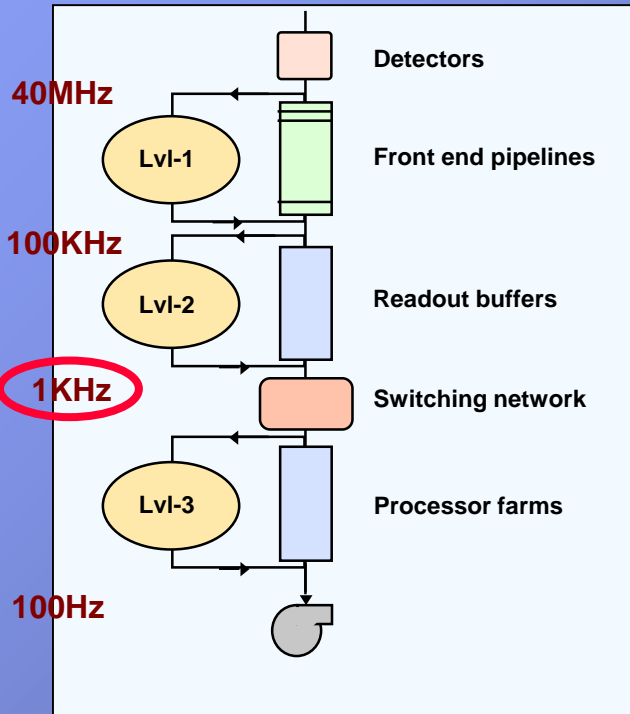 Detectors
40MHz
Lvl-1
Front end pipelines
100KHz
Lvl-2
Readout buffers
1KHz
Switching network
Lvl-3
Processor farms
100Hz